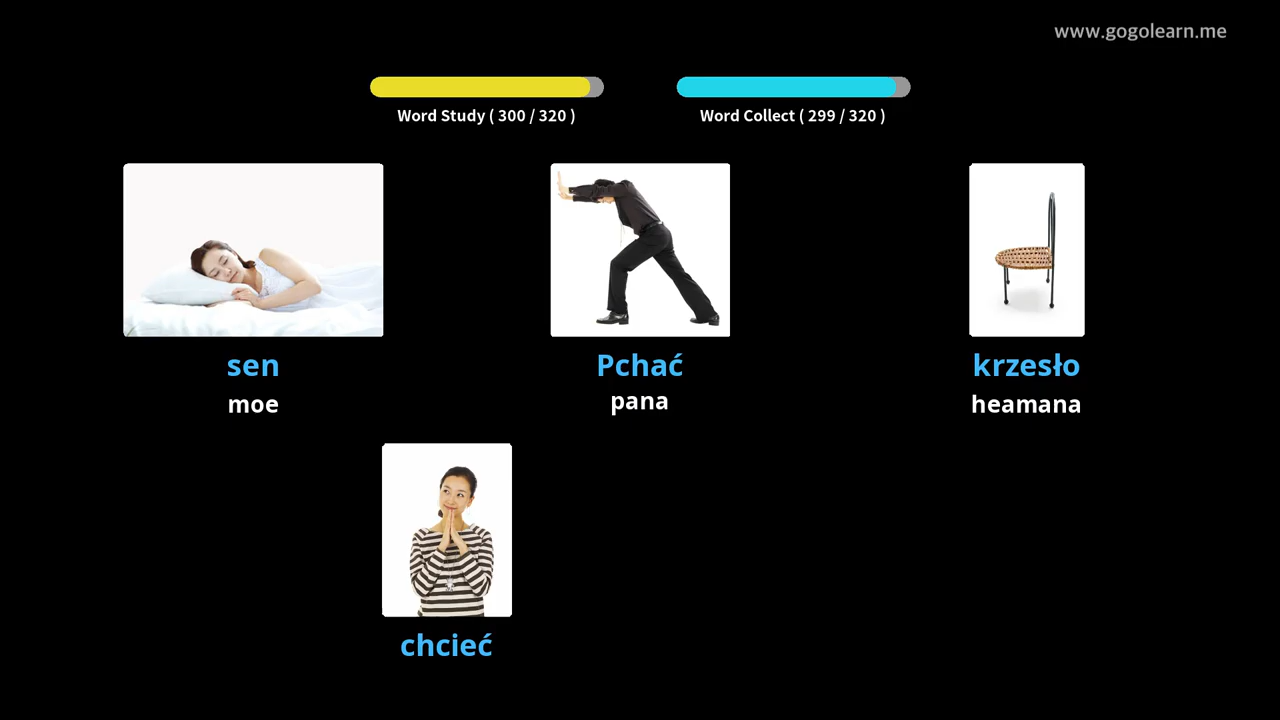 www.gogolearn.me
Word Study ( 300 / 320 )
Word Collect ( 299 / 320 )
sen
moe
Pchać
pana
krzesło
heamana
chcieć